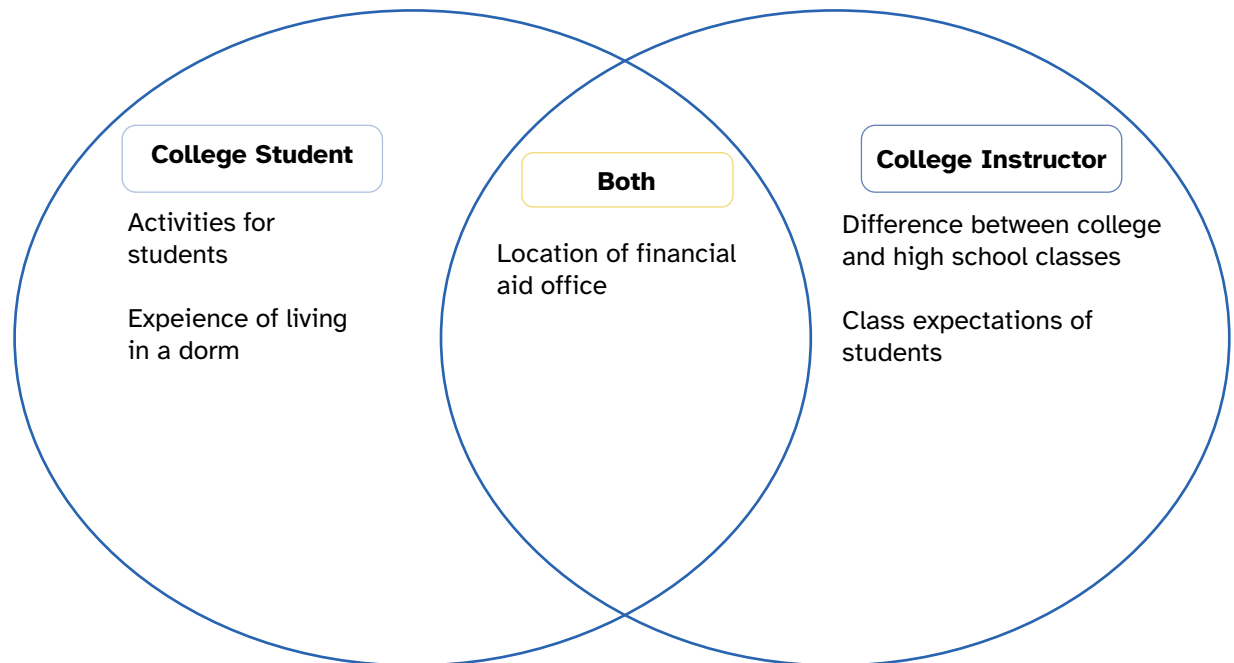 College Student
Activities for
students
Expeience of living
in a dorm
Both
Location of financial
aid office
College Instructor
Difference between college
and high school classes
Class expectations of
students